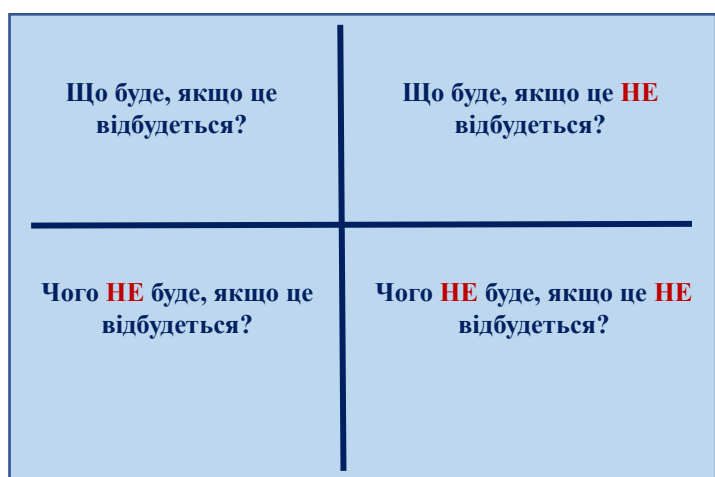 Що буде, якщо це
відбудеться?
Що буде, якщо це НЕ
відбудеться?
Чого НЕ буде, якщо це
відбудеться?
Чого НЕ буде, якщо це НЕ
відбудеться?